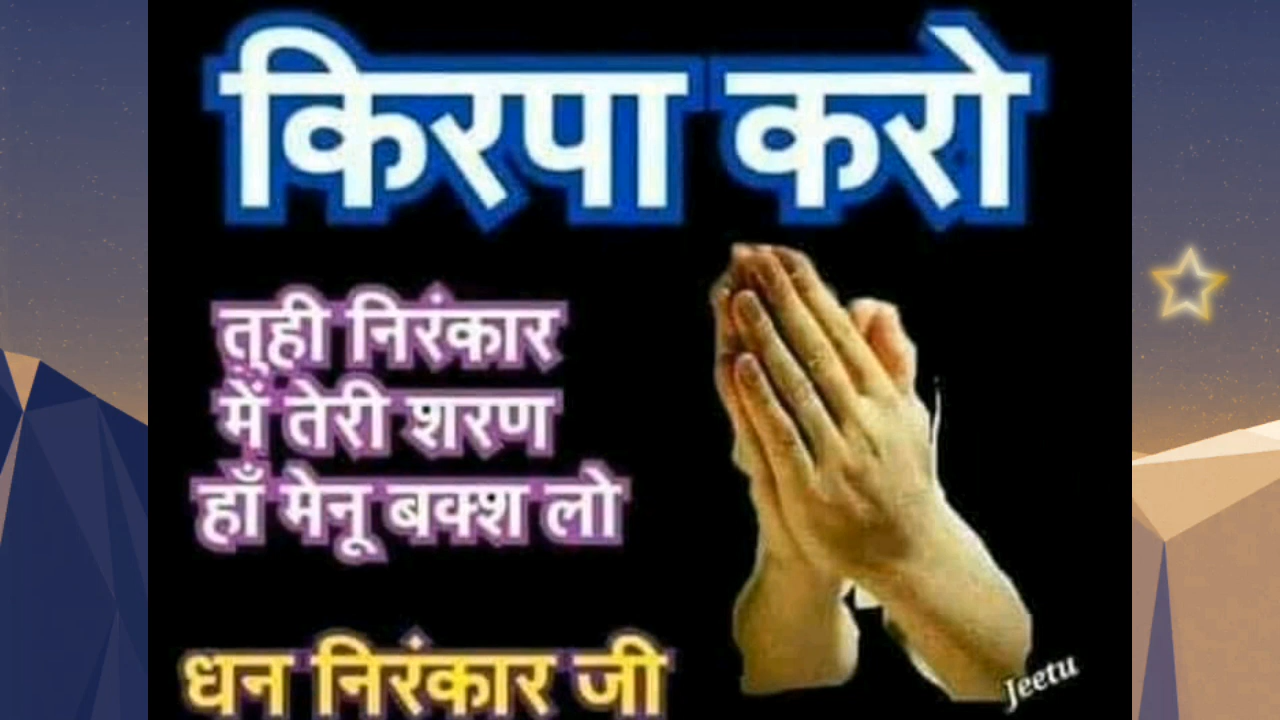 किरपा करो
तुही निरंकार
में तेरी शरण
हाँ मेनू बक्श लो
धन निरंकार जी
Jeetu